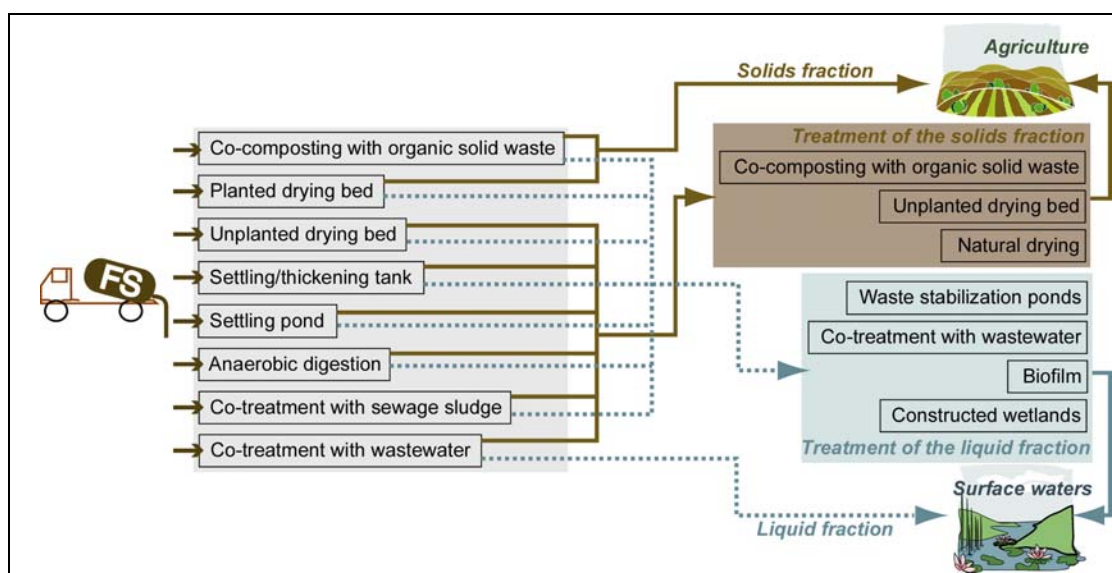 Agriculture
Solids fraction
Co-composting with organic solid waste
Planted drying bed
Unplanted drying bed
Settling/thickening tank
FS
Settling pond
Anaerobic digestion
Co-treatment with sewage sludge
Co-treatment with wastewater
Treatment of the solids fraction
Co-composting with organic solid waste
Unplanted drying bed
Natural drying
Waste stabilization ponds
Co-treatment with wastewater
Biofilm
Constructed wetlands
Treatment of the liquid fraction
Surface waters
Liquid fraction